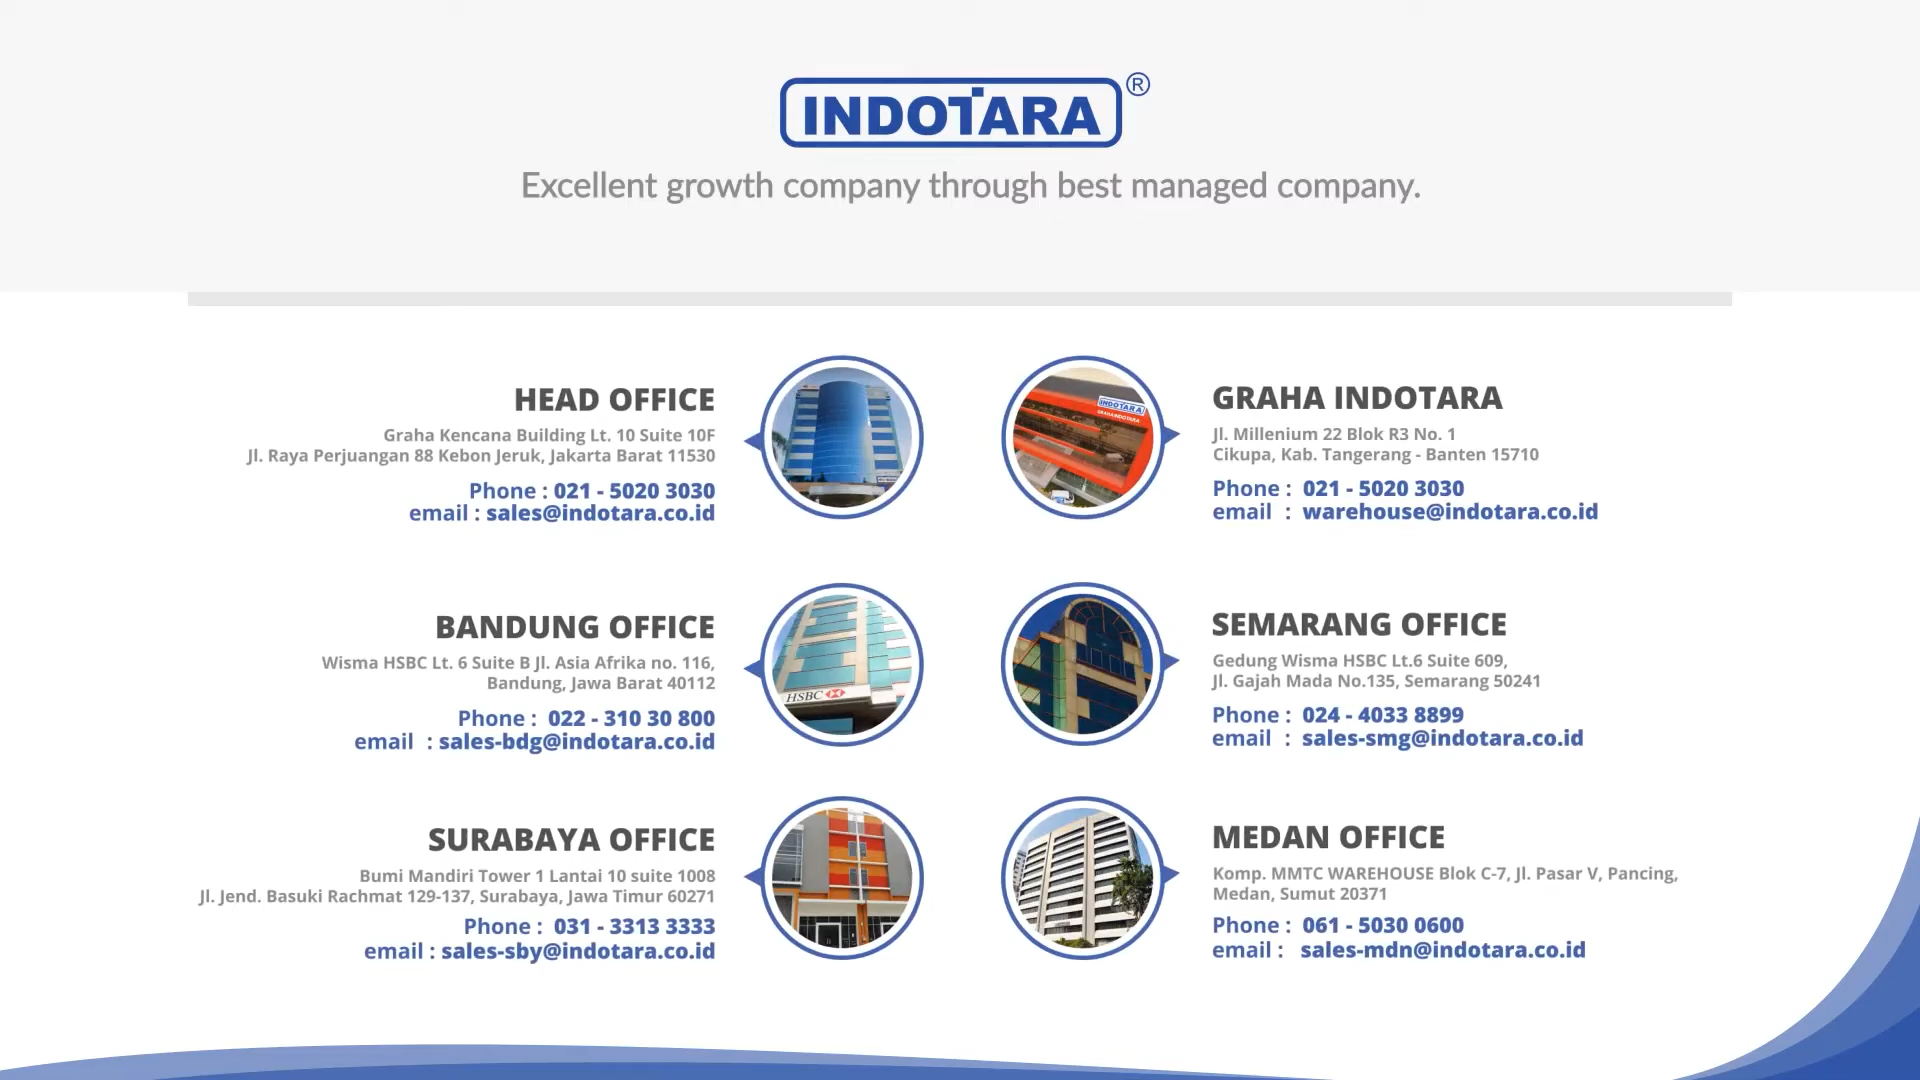 INDOTARA®
Excellent growth company through best managed company.
HEAD OFFICE
Graha Kencana Building Lt. 10 Suite 10F
Jl. Raya Perjuangan 88 Kebon Jeruk, Jakarta Barat 11530
Phone : 021 - 5020 3030
email : sales@indotara.co.id
INDOTARA
GRAHA INDOTARA
GRAHA INDOTARA
Jl. Millenium 22 Blok R3 No. 1
Cikupa, Kab. Tangerang - Banten 15710
Phone : 021 - 5020 3030
email : warehouse@indotara.co.id
BANDUNG OFFICE
Wisma HSBC Lt. 6 Suite B Jl. Asia Afrika no. 116,
Bandung, Jawa Barat 40112
Phone : 022 - 310 30 800
email : sales-bdg@indotara.co.id
HSBC
SEMARANG OFFICE
Gedung Wisma HSBC Lt.6 Suite 609,
Jl. Gajah Mada No.135, Semarang 50241
Phone : 024 - 4033 8899
email : sales-smg@indotara.co.id
SURABAYA OFFICE
Bumi Mandiri Tower 1 Lantai 10 suite 1008
Jl. Jend. Basuki Rachmat 129-137, Surabaya, Jawa Timur 60271
Phone : 031 - 3313 3333
email : sales-sby@indotara.co.id
MEDAN OFFICE
Komp. MMTC WAREHOUSE Blok C-7, Jl. Pasar V, Pancing,
Medan, Sumut 20371
Phone : 061 - 5030 0600
email : sales-mdn@indotara.co.id